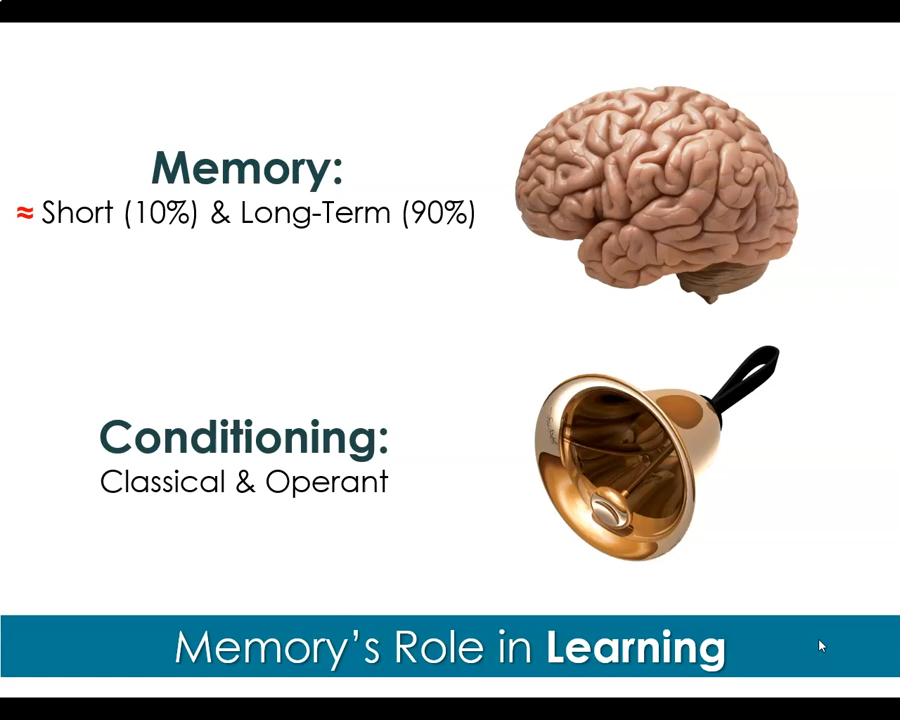 Memory:
≈ Short (10%) & Long-Term (90%)
Conditioning:
Classical & Operant
Memory’s Role in Learning